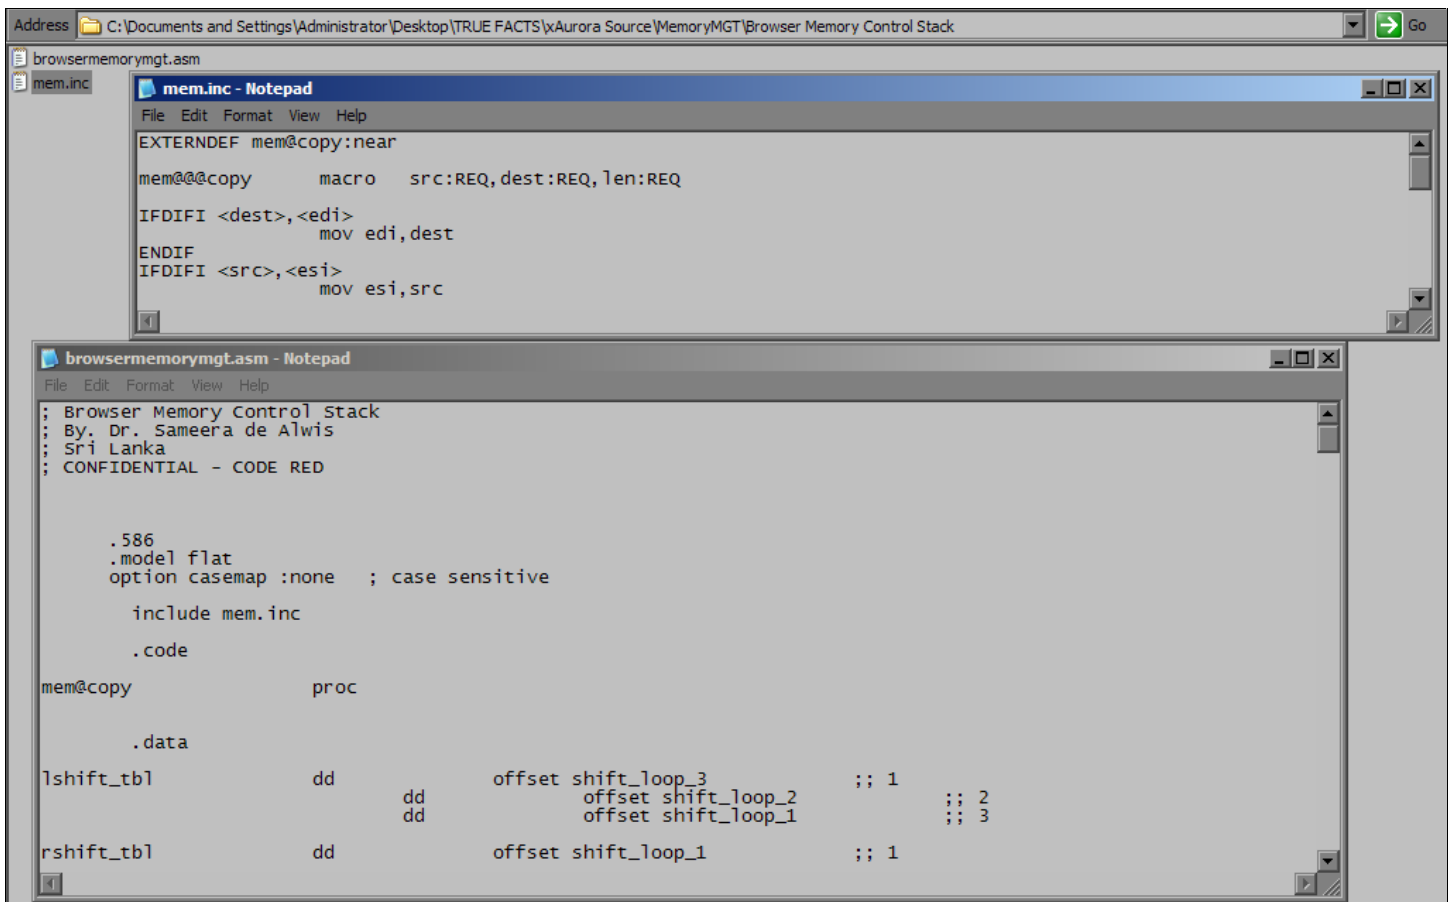 Address C:\Documents and Settings\Administrator\Desktop\TRUE FACTS\xAurora Source\MemoryMGT\Browser Memory Control Stack Go
browsermemorymgt.asm
mem.inc
mem.inc - Notepad
File Edit Format View Help
EXTERNDEF mem@copy:near
mem@@@copy macro src:REQ,dest:REQ,len:REQ
IFDIFI <dest>,<edi>
mov edi,dest
ENDIF
IFDIFI <src>,<esi>
mov esi,src
browsermemorymgt.asm - Notepad
File Edit Format View Help
; Browser Memory Control Stack
; By. Dr. Sameera de Alwis
; Sri Lanka
; CONFIDENTIAL - CODE RED
.586
.model flat
option casemap :none ; case sensitive
include mem.inc
.code
mem@copy proc
.data
lshift_tbl dd offset shift_loop_3 ;; 1
dd offset shift_loop_2 ;; 2
dd offset shift_loop_1 ;; 3
rshift_tbl dd offset shift_loop_1 ;; 1